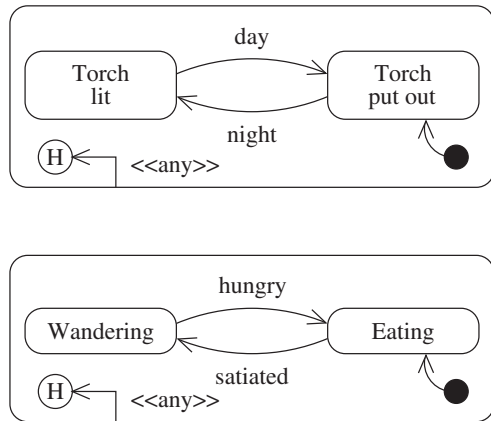 day
Torch
lit
Torch
put out
night
H
<<any>>
hungry
Wandering
Eating
satiated
H
<<any>>